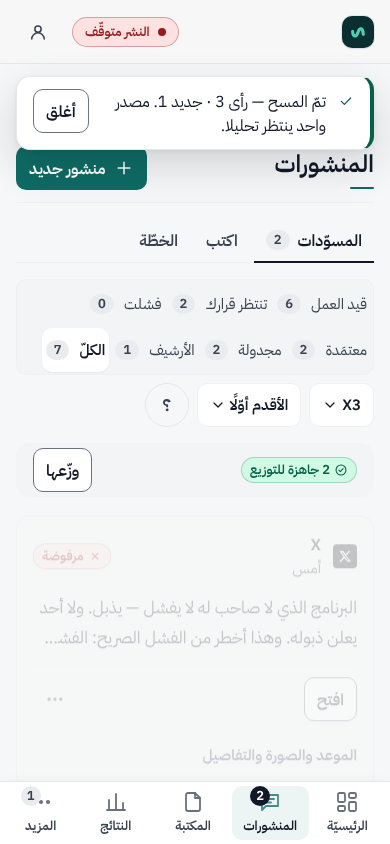 النشر متوقّف
تمّ المسح — رأى 3 · جديد 1. مصدر
واحد ينتظر تحليلا.
أغلق
المنشورات
منشور جديد
المسوّدات 2
اكتب
الخطّة
قيد العمل 6
تنتظر قرارك 2
فشلت 0
معتمَدة 2
مجدولة 2
الأرشيف 1
الكلّ 7
X3
الأقدم أوّلًا
؟
2 جاهزة للتوزيع
وزّعها
X
أمس
مرفوضة
البرنامج الذي لا صاحب له لا يفشل — يذبل. ولا أحد
يعلن ذبوله. وهذا أخطر من الفشل الصريح: الفشـ...
افتح
الموعد والصورة والتفاصيل
الرئيسيّة
المنشورات 2
المكتبة
النتائج
المزيد 1